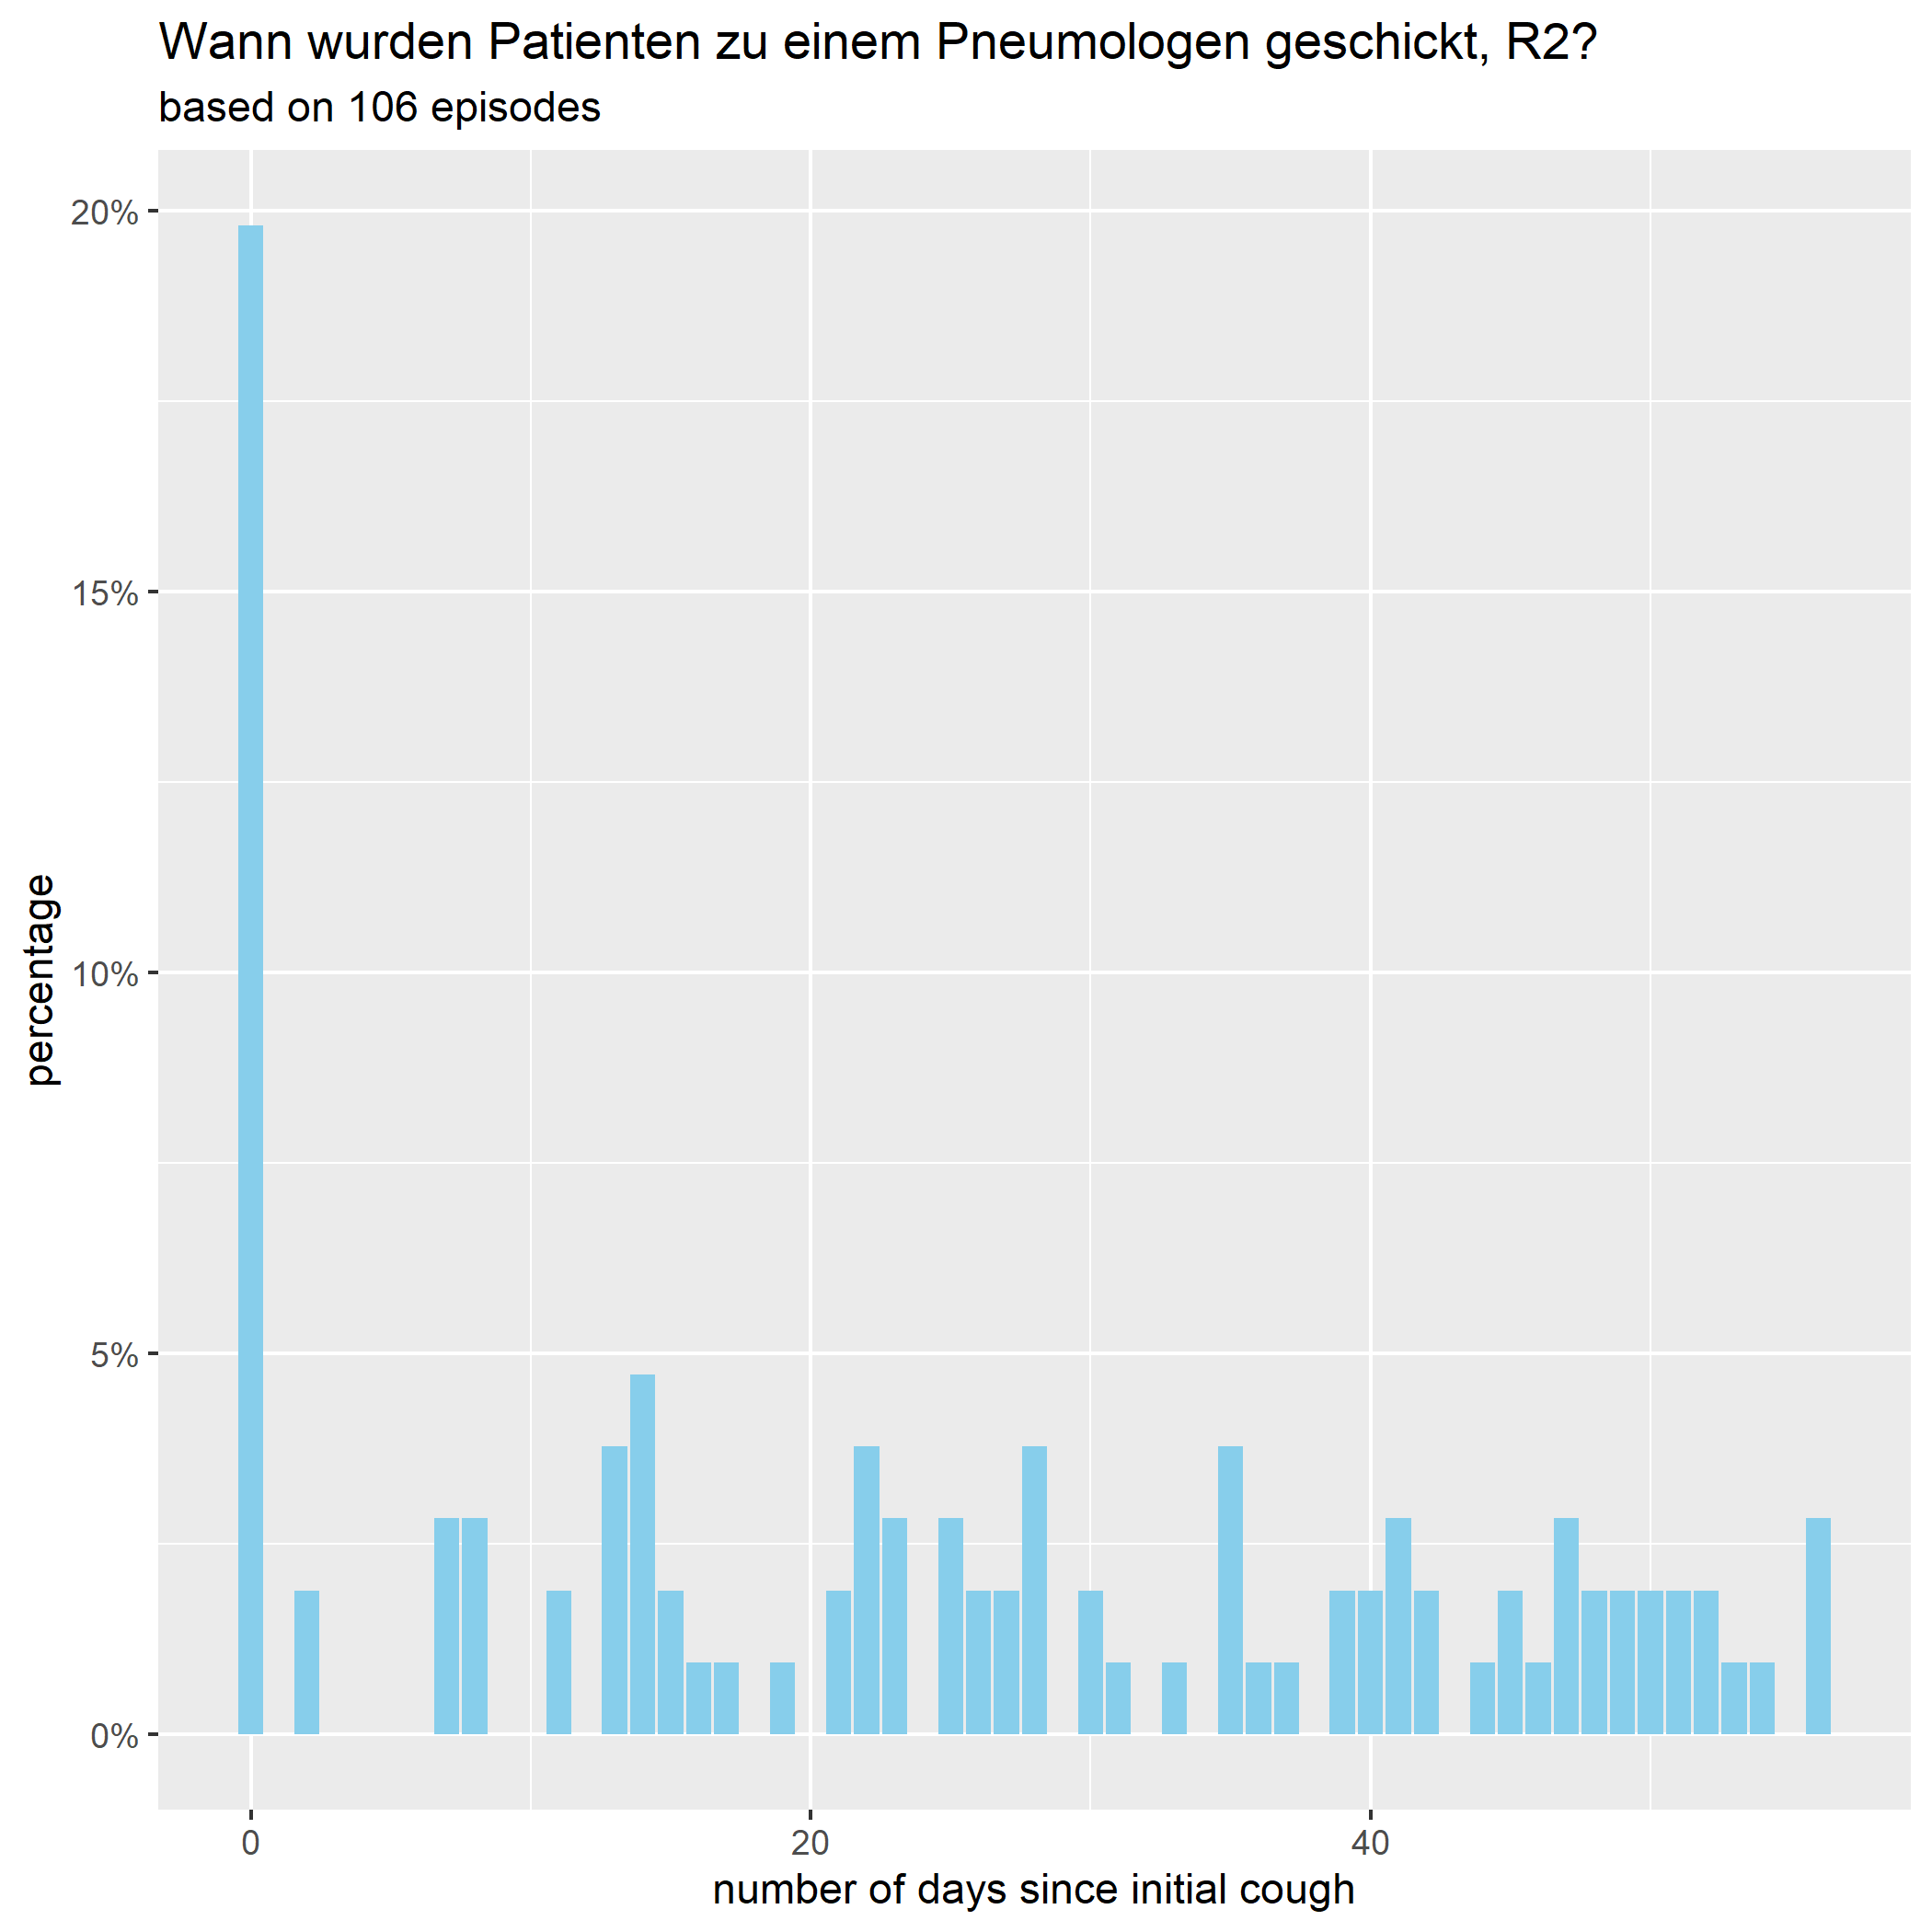 Wann wurden Patienten zu einem Pneumologen geschickt, R2?
based on 106 episodes
20%
15%
10%
5%
0%
percentage
0 20 40
number of days since initial cough